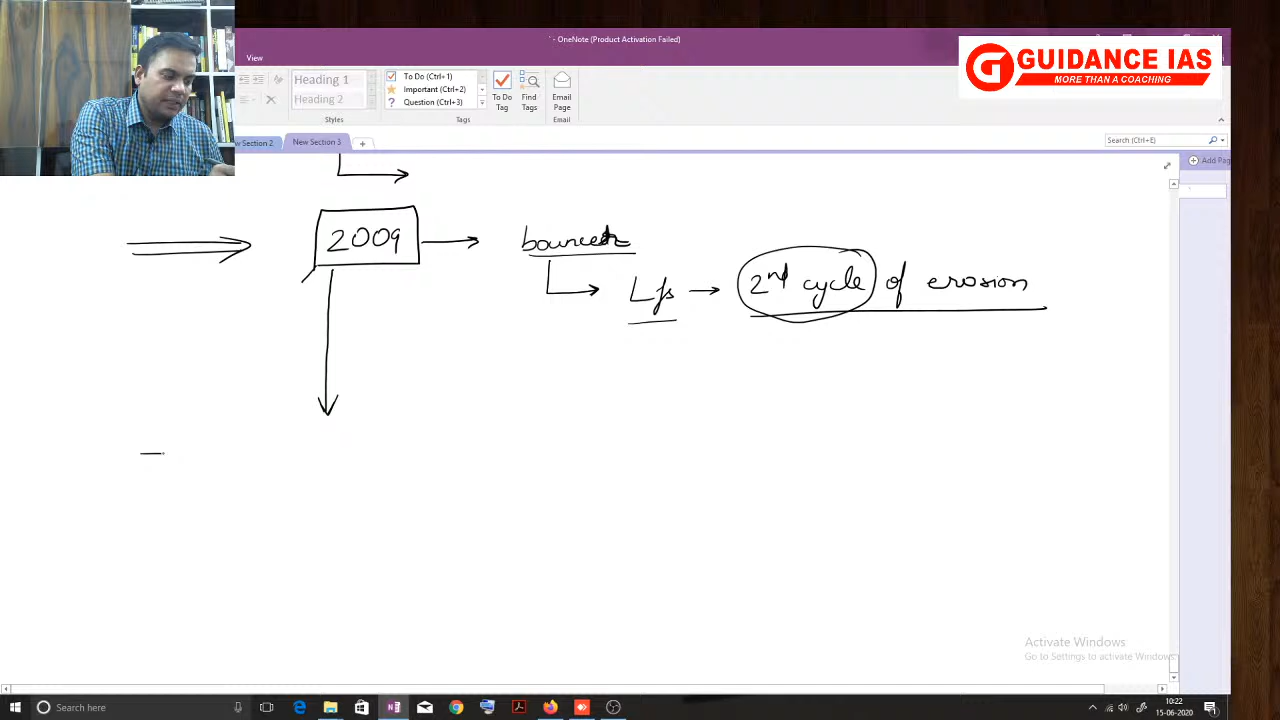 - OneNote (Product Activation Failed)
GUIDANCE IAS
MORE THAN A COACHING
View
Heading 1
Heading 2
To Do (Ctrl+1)
Important (Ctrl+2)
Question (Ctrl+3)
To Do Tag
Find Tags
Email Page
Styles
Tags
Email
Section 2
New Section 3
Search (Ctrl+E)
Add Pag
2009
Lfs
2nd cycle of erosion
Activate Windows
Go to Settings to activate Windows.
Search here
10:22
15-06-2020